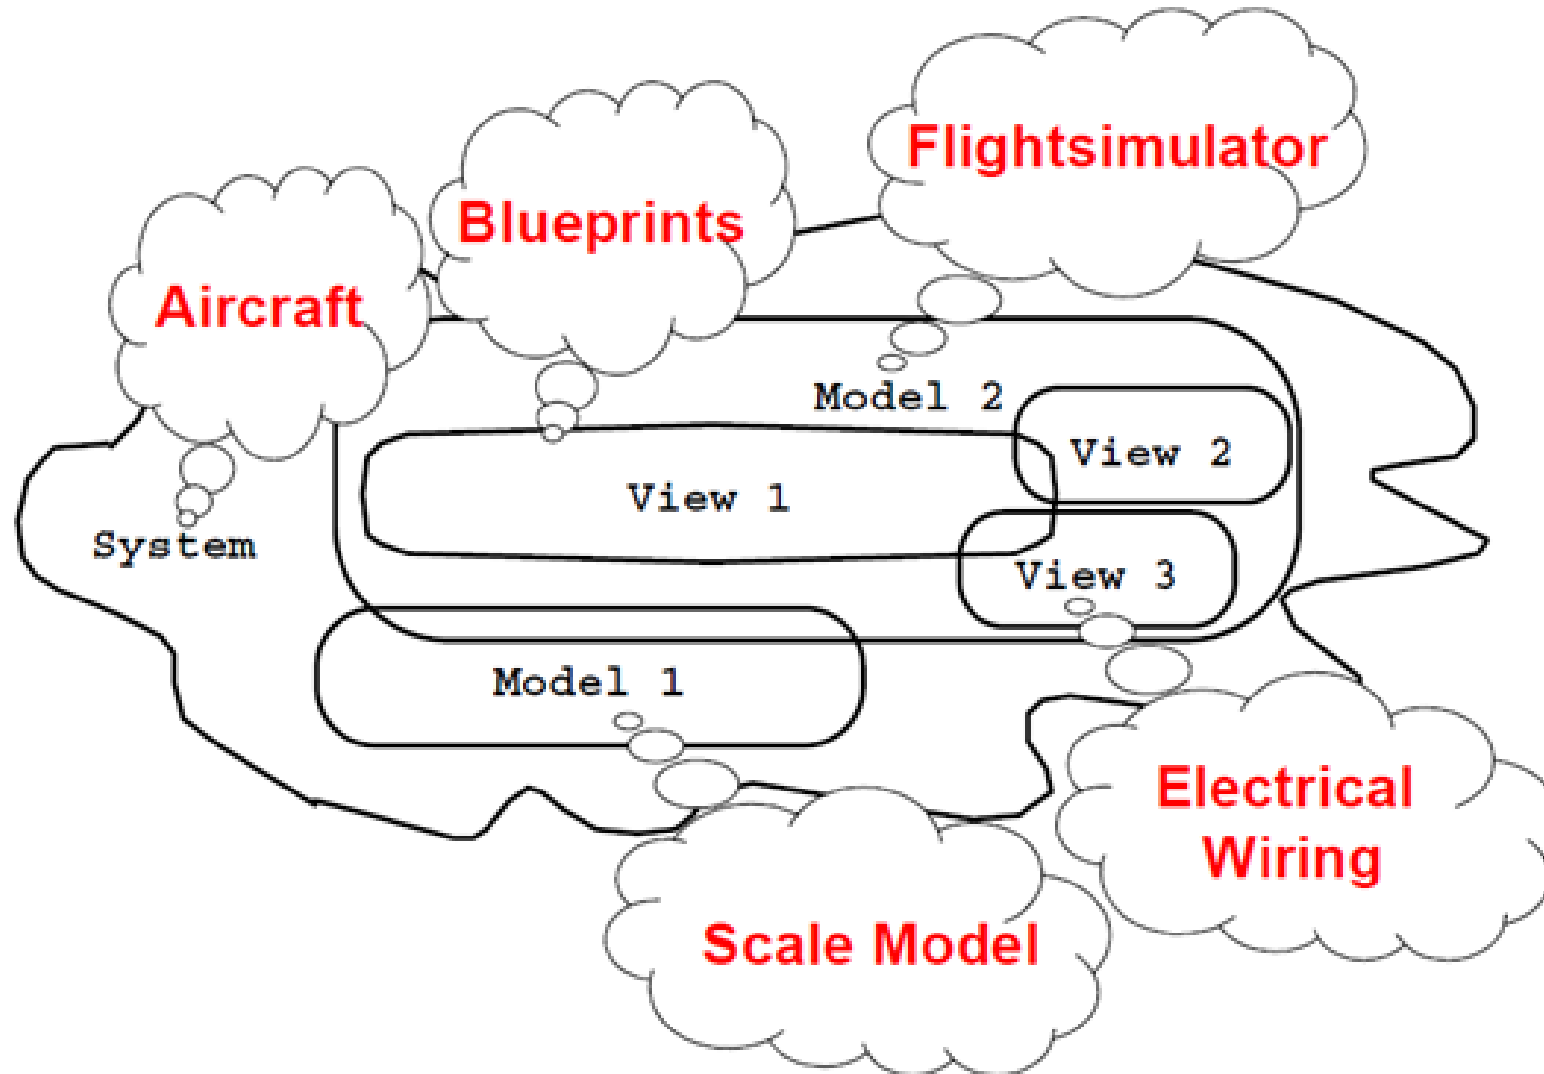 Flightsimulator
Blueprints
Aircraft
Model 2
View 2
View 1
System
View 3
Model 1
Electrical
Wiring
Scale Model